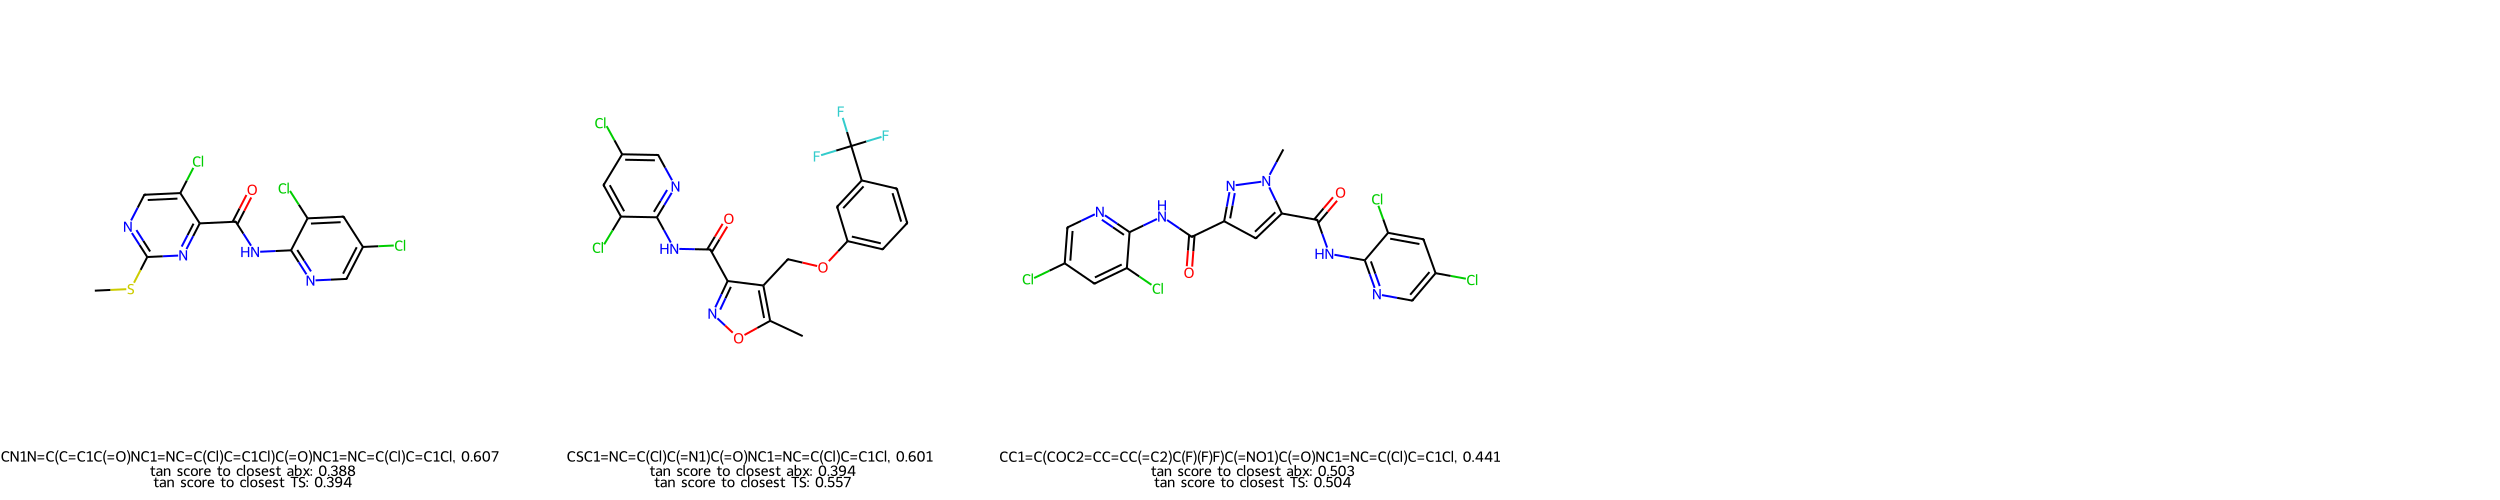 F
F
F
Cl
Cl
O
Cl
N
N
S
HN
N
Cl
Cl
Cl
N
HN
O
N
O
O
N
HN
O
Cl
Cl
N
N
O
HN
N
Cl
Cl
CN1N=C(C=C1C(=O)NC1=NC=C(Cl)C=C1Cl)C(=O)NC1=NC=C(Cl)C=C1Cl, 0.607
tan score to closest abx: 0.388
tan score to closest TS: 0.394
CSC1=NC=C(Cl)C(=N1)C(=O)NC1=NC=C(Cl)C=C1Cl, 0.601
tan score to closest abx: 0.394
tan score to closest TS: 0.557
CC1=C(COC2=CC=CC(=C2)C(F)(F)F)C(=NO1)C(=O)NC1=NC=C(Cl)C=C1Cl, 0.441
tan score to closest abx: 0.503
tan score to closest TS: 0.504